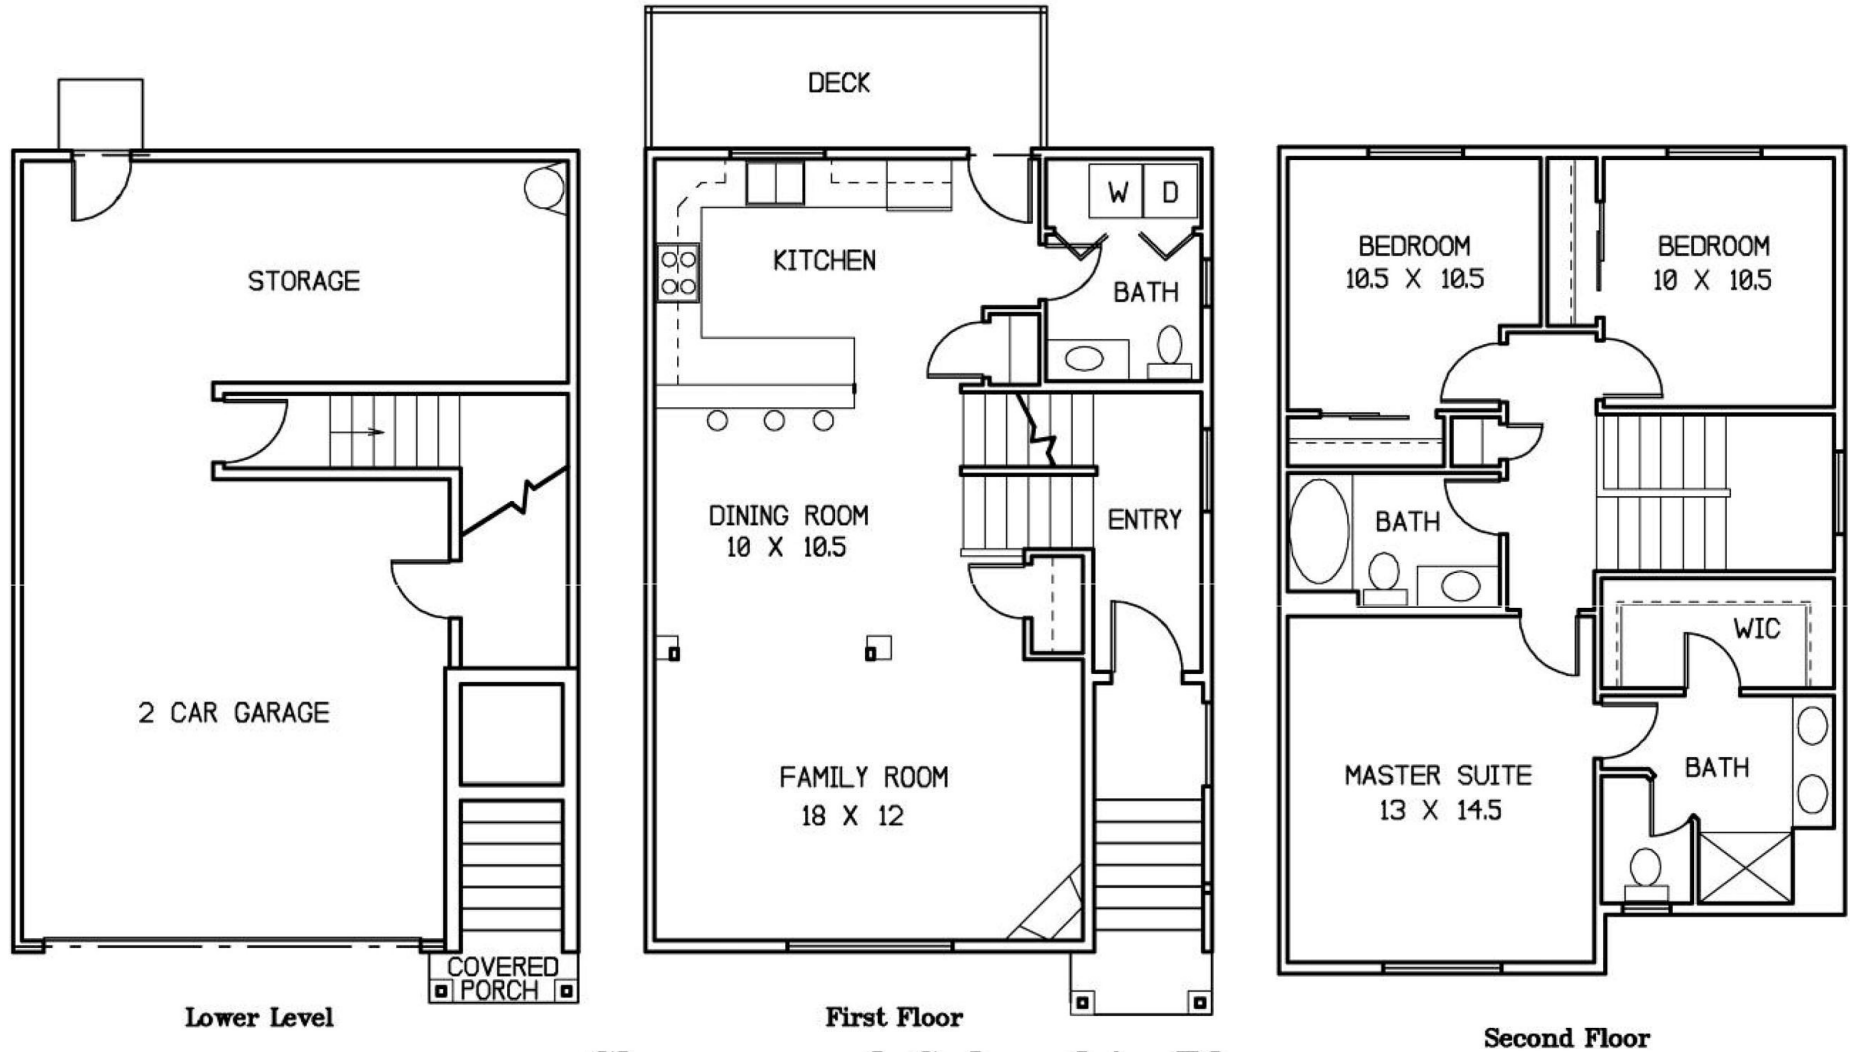 STORAGE
2 CAR GARAGE
COVERED
PORCH
Lower Level
DECK
W D
KITCHEN
BATH
DINING ROOM
10 X 10.5
ENTRY
FAMILY ROOM
18 X 12
First Floor
BEDROOM
10.5 X 10.5
BEDROOM
10 X 10.5
BATH
WIC
MASTER SUITE
13 X 14.5
BATH
Second Floor